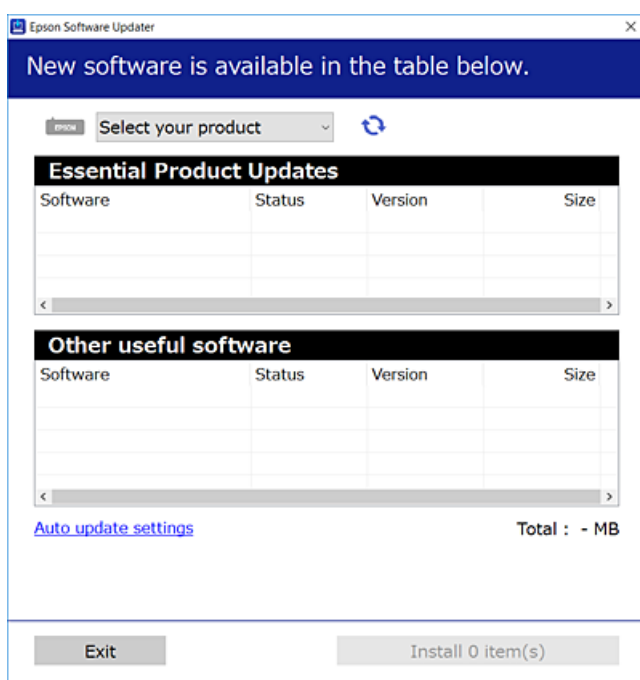 Epson Software Updater
New software is available in the table below.
EPSON Select your product
Essential Product Updates
Software Status Version Size
Other useful software
Software Status Version Size
Auto update settings Total : - MB
Exit Install 0 item(s)